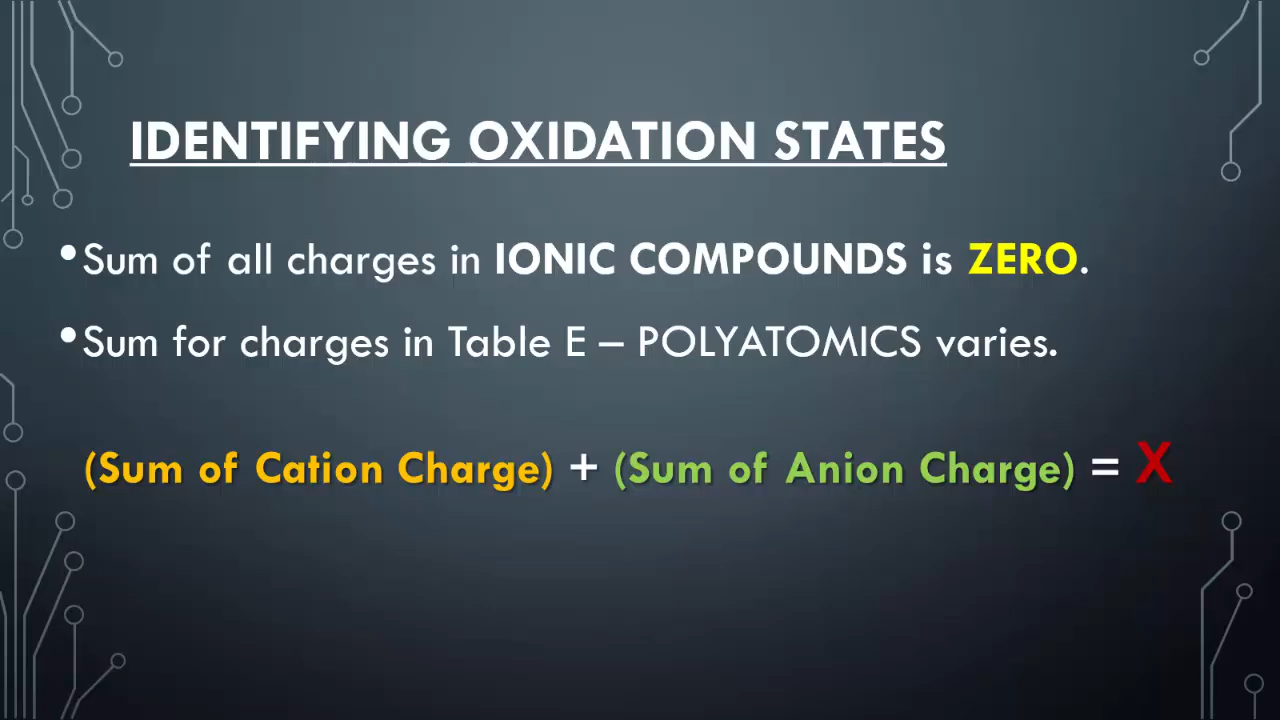 IDENTIFYING OXIDATION STATES
•Sum of all charges in IONIC COMPOUNDS is ZERO.
•Sum for charges in Table E – POLYATOMICS varies.
(Sum of Cation Charge) + (Sum of Anion Charge) = X